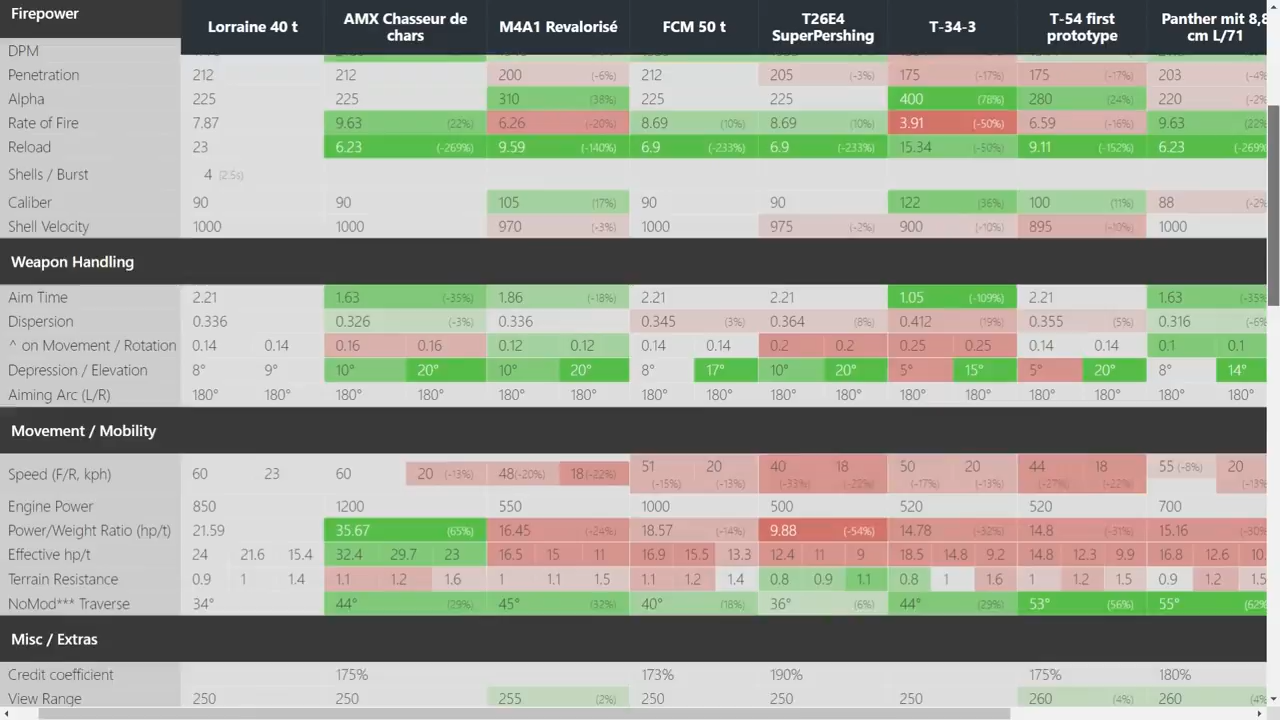 Firepower Lorraine 40 t AMX Chasseur de chars M4A1 Revalorisé FCM 50 t T26E4 SuperPershing T-34-3 T-54 first prototype Panther mit 8,8 cm L/71
DPM
Penetration 212 212 200 (-6%) 212 205 (-3%) 175 (-17%) 175 (-17%) 203 (-4%
Alpha 225 225 310 (38%) 225 225 400 (78%) 280 (24%) 220 (-2%
Rate of Fire 7.87 9.63 (22%) 6.26 (-20%) 8.69 (10%) 8.69 (10%) 3.91 (-50%) 6.59 (-16%) 9.63 (22%
Reload 23 6.23 (-269%) 9.59 (-140%) 6.9 (-233%) 6.9 (-233%) 15.34 (-50%) 9.11 (-152%) 6.23 (-269%
Shells / Burst 4 (2.5s)
Caliber 90 90 105 (17%) 90 90 122 (36%) 100 (11%) 88 (-2%
Shell Velocity 1000 1000 970 (-3%) 1000 975 (-2%) 900 (-10%) 895 (-10%) 1000
Weapon Handling
Aim Time 2.21 1.63 (-35%) 1.86 (-18%) 2.21 2.21 1.05 (-109%) 2.21 1.63 (-35%
Dispersion 0.336 0.326 (-3%) 0.336 0.345 (3%) 0.364 (8%) 0.412 (19%) 0.355 (5%) 0.316 (-6%
^ on Movement / Rotation 0.14 0.14 0.16 0.16 0.12 0.12 0.14 0.14 0.2 0.2 0.25 0.25 0.14 0.14 0.1 0.1
Depression / Elevation 8° 9° 10° 20° 10° 20° 8° 17° 10° 20° 5° 15° 5° 20° 8° 14°
Aiming Arc (L/R) 180° 180° 180° 180° 180° 180° 180° 180° 180° 180° 180° 180° 180° 180° 180° 180°
Movement / Mobility
Speed (F/R, kph) 60 23 60 20 (-13%) 48(-20%) 18(-22%) 51 (-15%) 20 (-13%) 40 (-33%) 18 (-22%) 50 (-17%) 20 (-13%) 44 (-27%) 18 (-22%) 55 (-8%) 20 (-13%
Engine Power 850 1200 550 1000 500 520 520 700
Power/Weight Ratio (hp/t) 21.59 35.67 (65%) 16.45 (-24%) 18.57 (-14%) 9.88 (-54%) 14.78 (-32%) 14.8 (-31%) 15.16 (-30%
Effective hp/t 24 21.6 15.4 32.4 29.7 23 16.5 15 11 16.9 15.5 13.3 12.4 11 9 18.5 14.8 9.2 14.8 12.3 9.9 16.8 12.6 10.
Terrain Resistance 0.9 1 1.4 1.1 1.2 1.6 1 1.1 1.5 1.1 1.2 1.4 0.8 0.9 1.1 0.8 1 1.6 1 1.2 1.5 0.9 1.2 1.5
NoMod*** Traverse 34° 44° (29%) 45° (32%) 40° (18%) 36° (6%) 44° (29%) 53° (56%) 55° (62%
Misc / Extras
Credit coefficient 175% 173% 190% 175% 180%
View Range 250 250 255 (2%) 250 250 250 260 (4%) 260 (4%